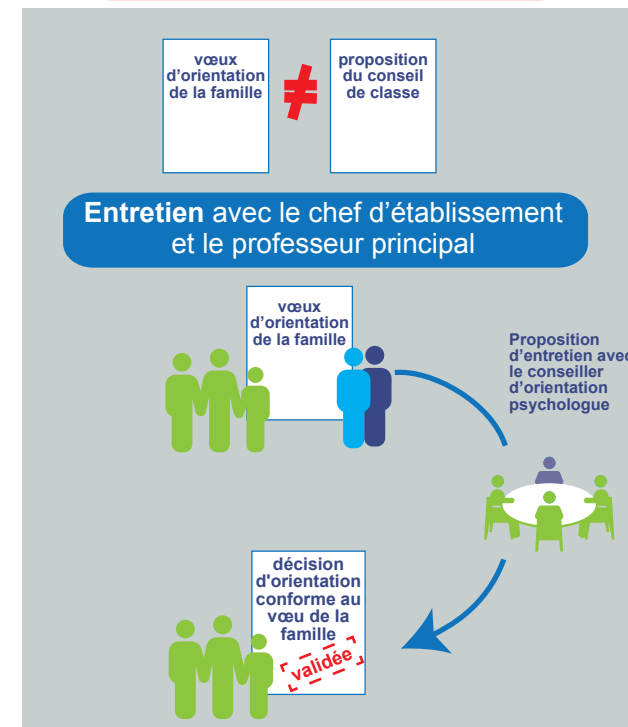 vœux
d'orientation
de la famille
≠
proposition
du conseil
de classe
Entretien avec le chef d'établissement
et le professeur principal
vœux
d'orientation
de la famille
Proposition
d'entretien avec
le conseiller
d'orientation
psychologue
décision
d'orientation
conforme au
vœu de la
famille
validée